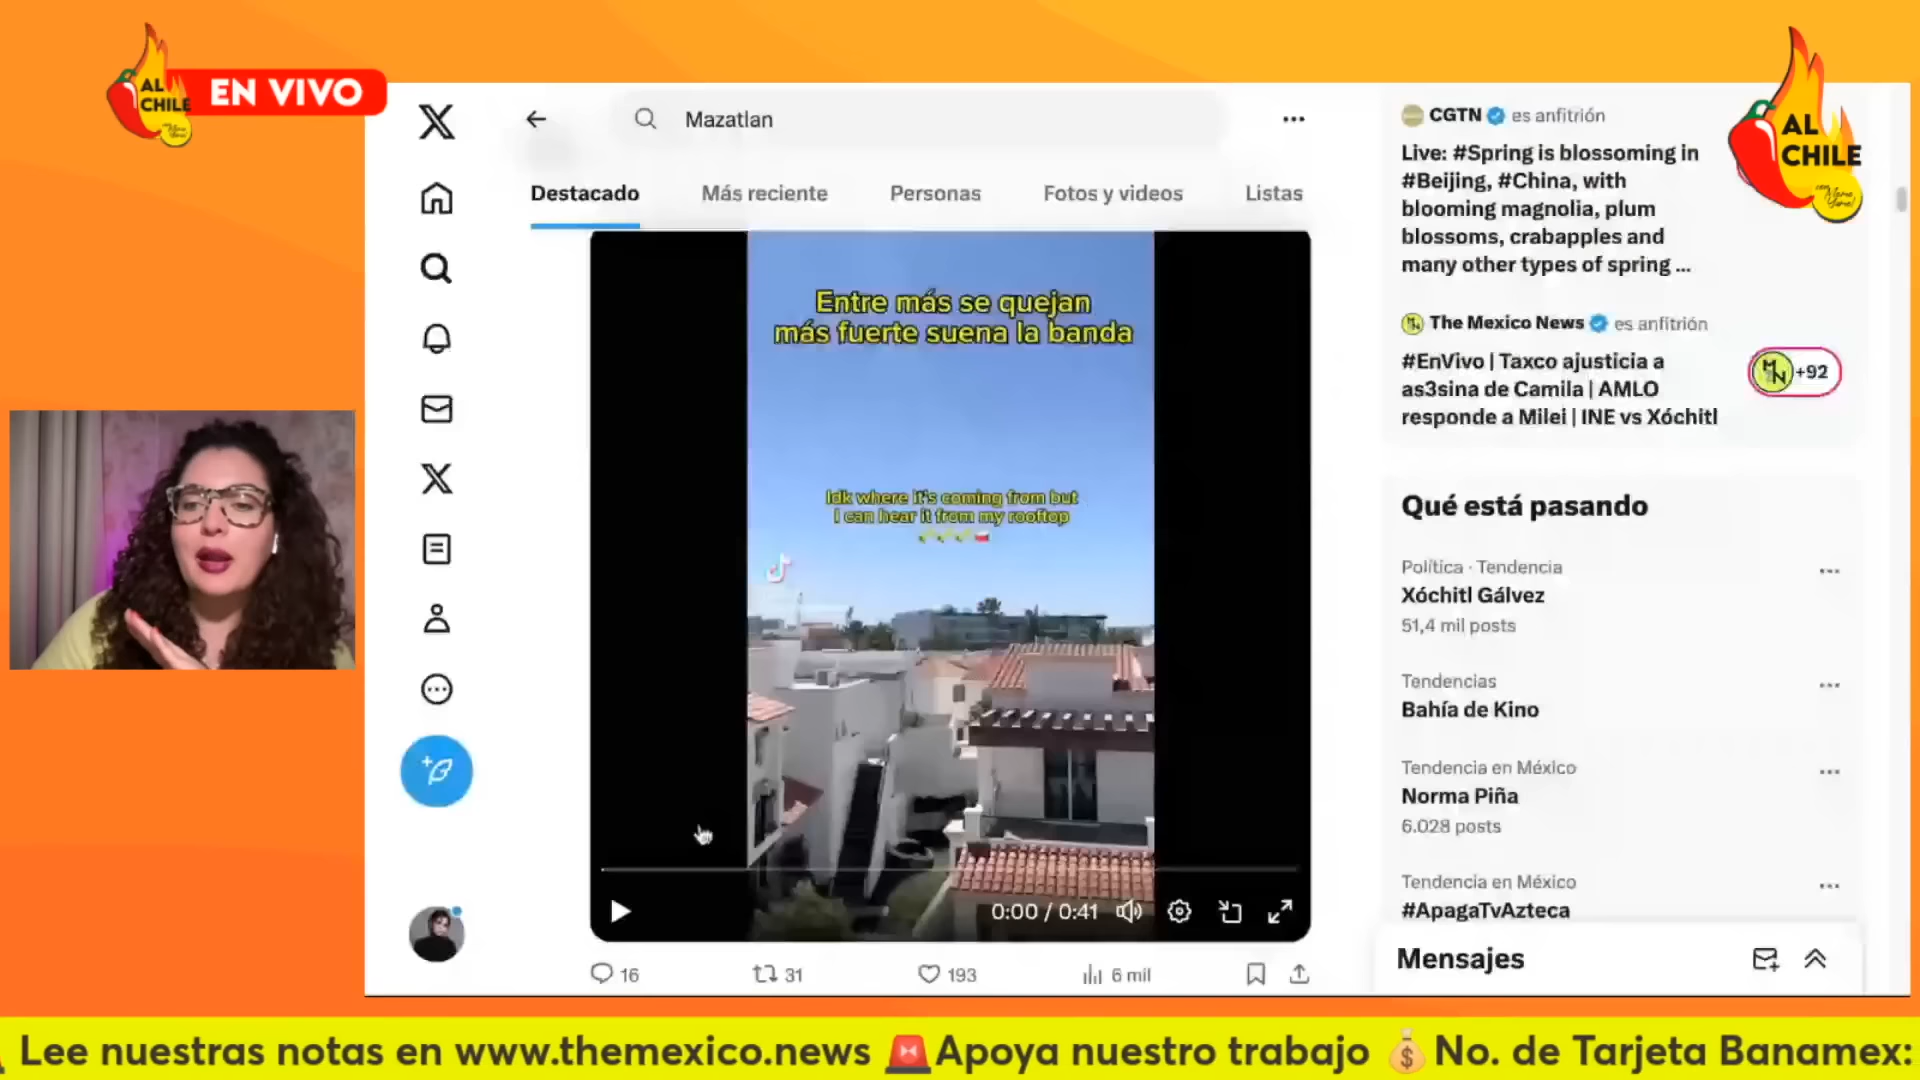 AL
CHILE
EN VIVO
Mazatlan
Destacado
Más reciente
Personas
Fotos y videos
Listas
Entre más se quejan
más fuerte suena la banda
Idk where it's coming from but
I can hear it from my rooftop
0:00 / 0:41
16
31
193
6 mil
CGTN es anfitrión
Live: #Spring is blossoming in
#Beijing, #China, with
blooming magnolia, plum
blossoms, crabapples and
many other types of spring ...
The Mexico News es anfitrión
#EnVivo | Taxco ajusticia a
as3sina de Camila | AMLO
responde a Milei | INE vs Xóchitl
MN
+92
AL
CHILE
Qué está pasando
Política · Tendencia
Xóchitl Gálvez
51,4 mil posts
Tendencias
Bahía de Kino
Tendencia en México
Norma Piña
6.028 posts
Tendencia en México
#ApagaTvAzteca
Mensajes
Lee nuestras notas en www.themexico.news 🚨Apoya nuestro trabajo 💰No. de Tarjeta Banamex: